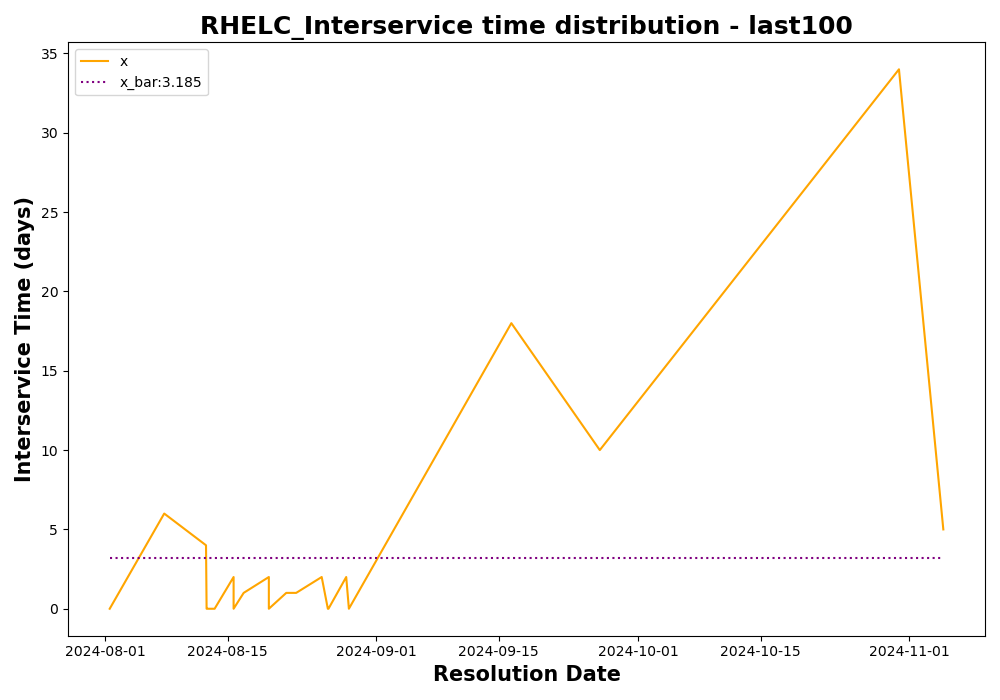 RHELC_Interservice time distribution - last100
x
x_bar:3.185
Interservice Time (days)
35
30
25
20
15
10
5
0
2024-08-01 2024-08-15 2024-09-01 2024-09-15 2024-10-01 2024-10-15 2024-11-01
Resolution Date